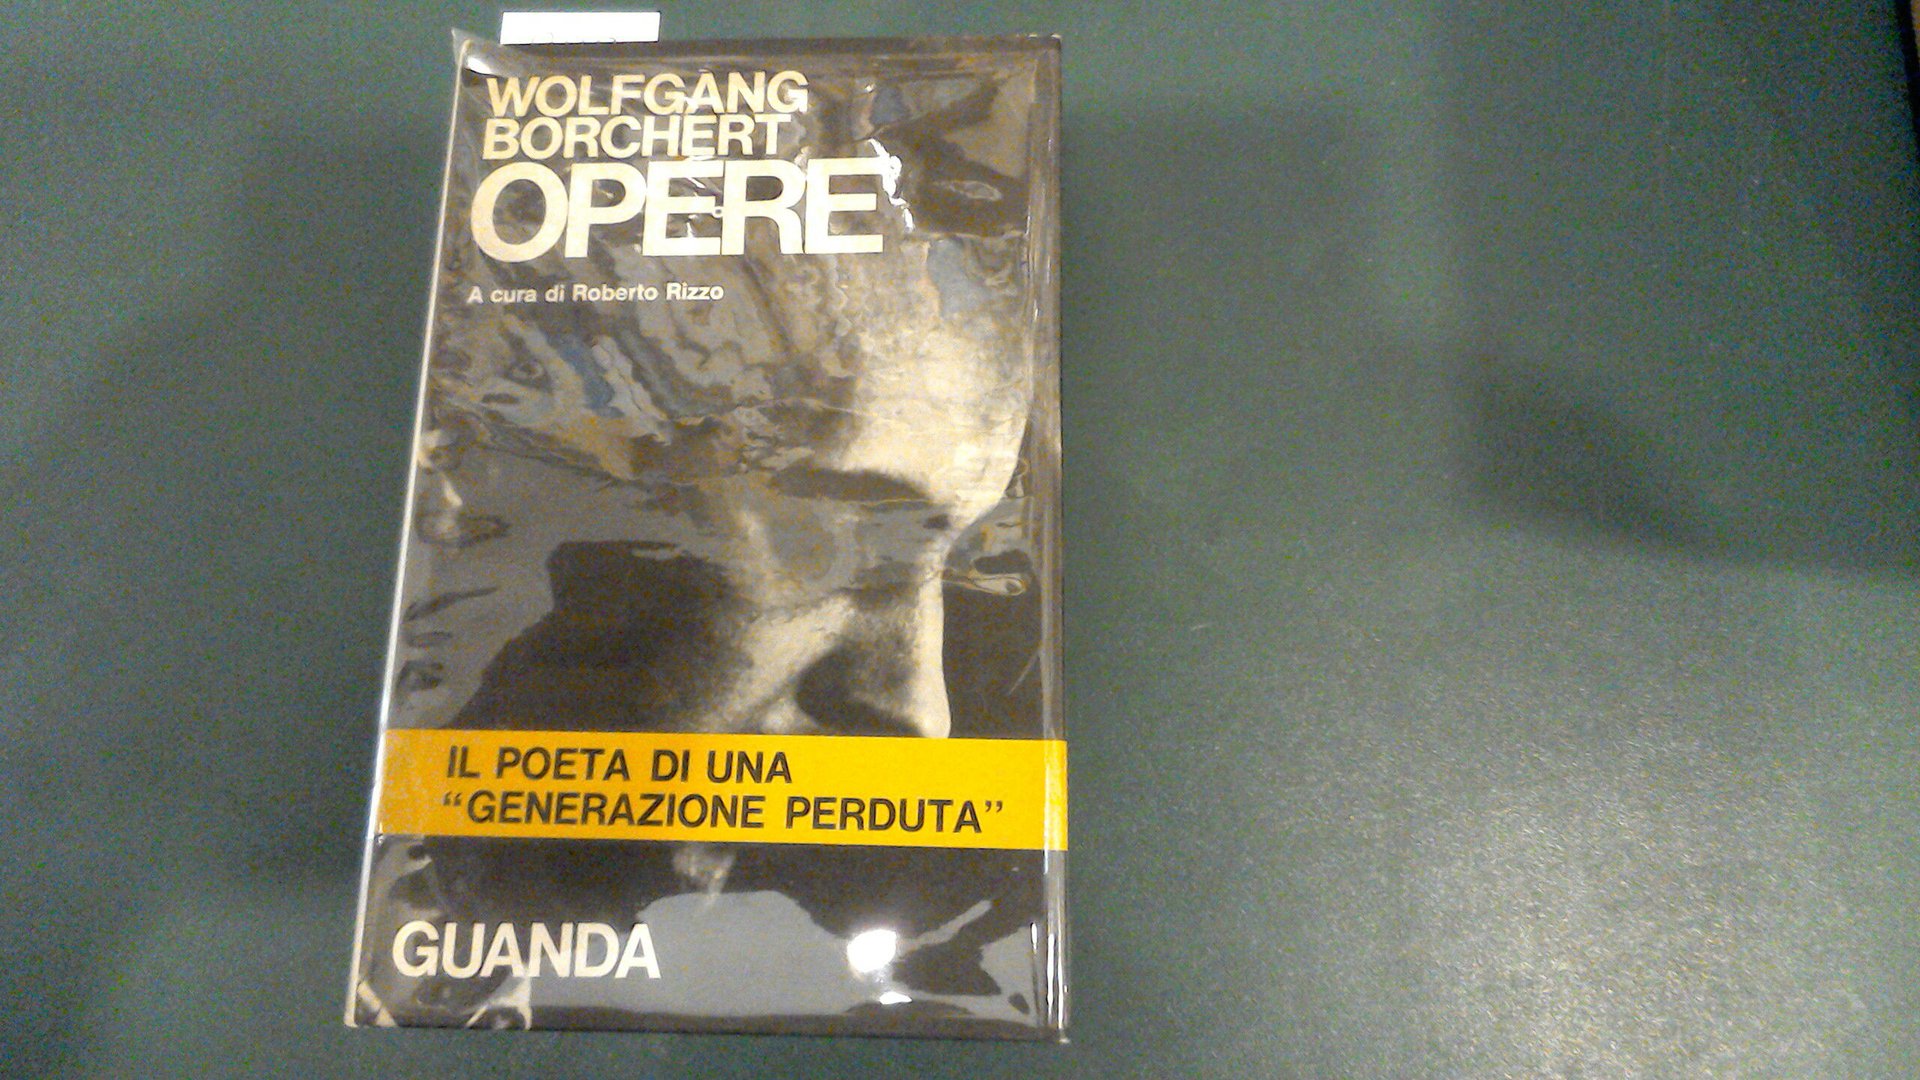 WOLFGANG
BORCHERT
OPERE
A cura di Roberto Rizzo
IL POETA DI UNA
“GENERAZIONE PERDUTA”
GUANDA